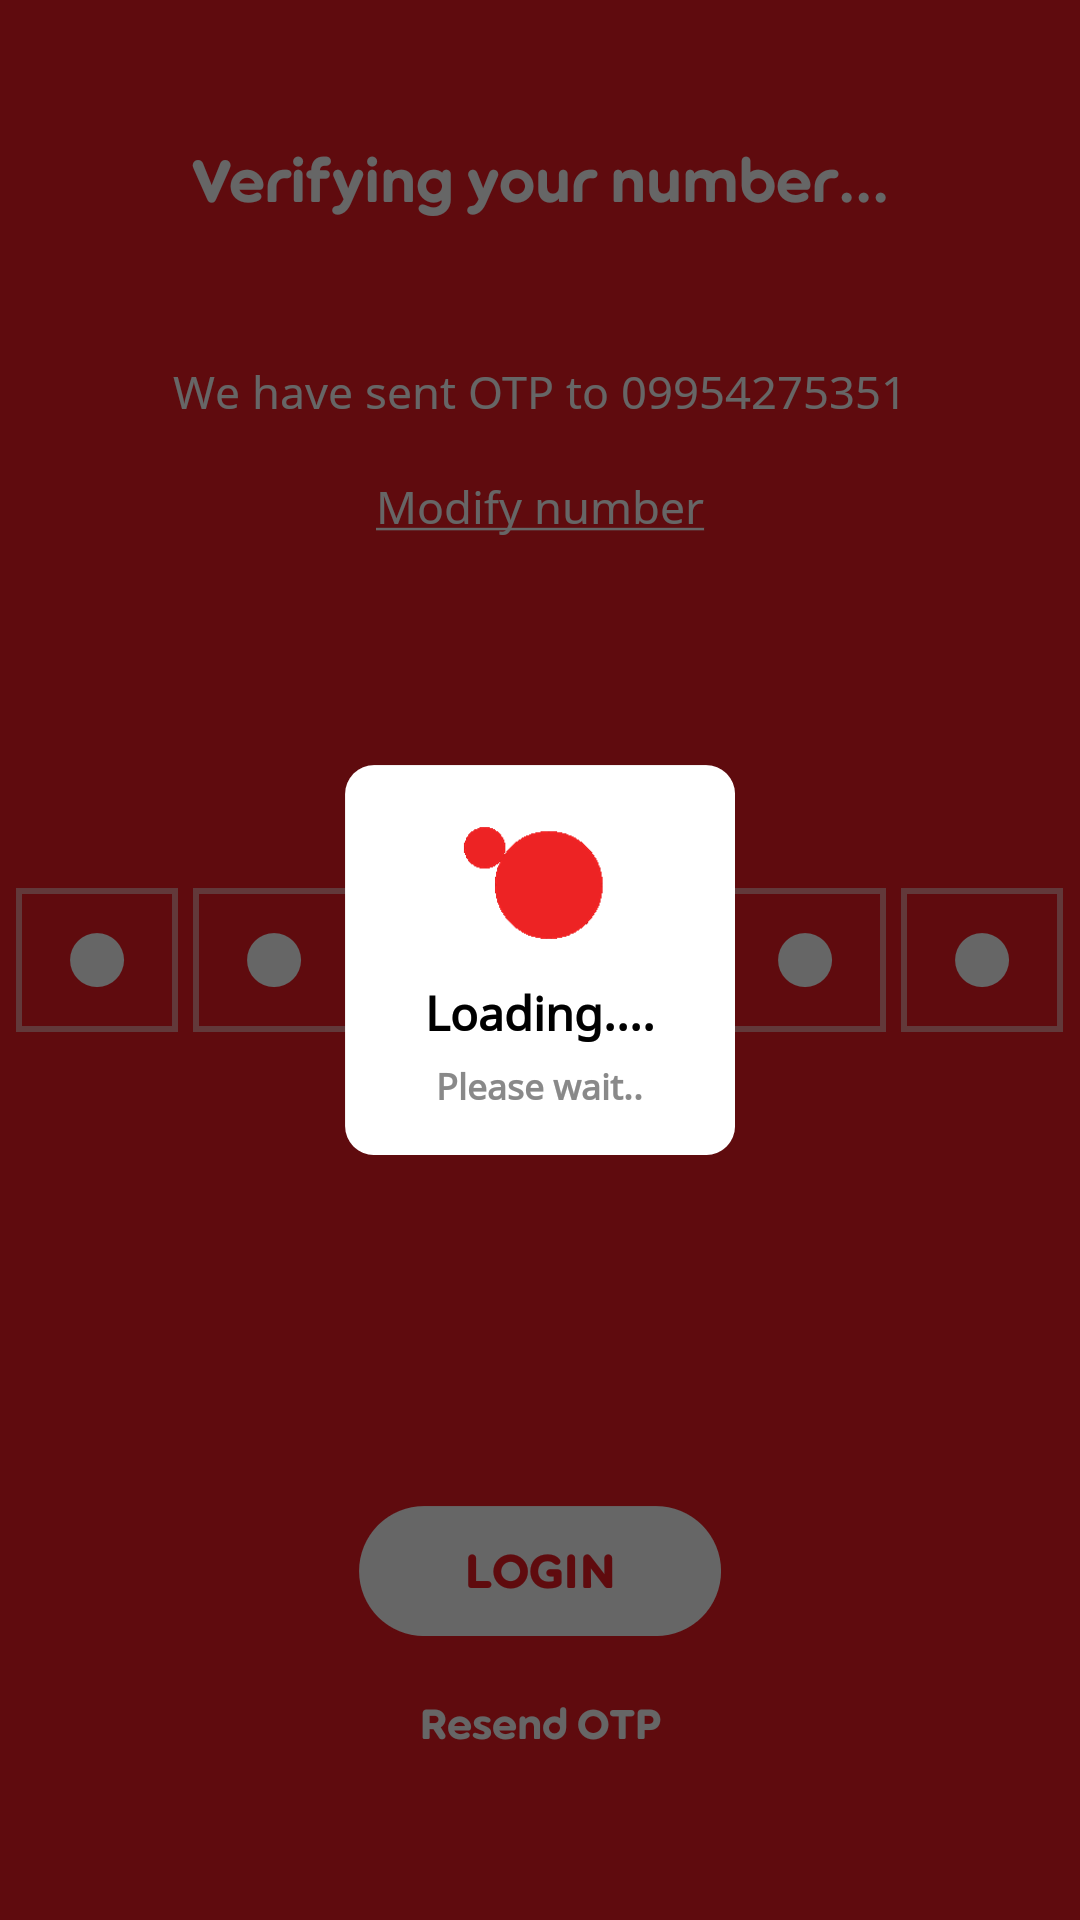 Verifying your number...
We have sent OTP to 09954275351
Modify number
Loading....
Please wait..
LOGIN
Resend OTP